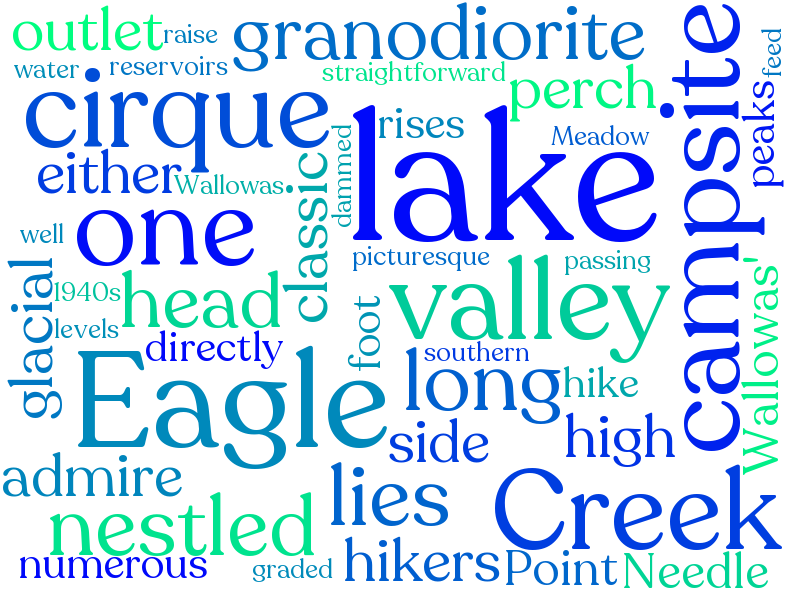 outlet
raise
granodiorite
campsite
feed
water
reservoirs
straightforward
perch
peaks
cirque
rises
Meadow
either
Wallowas
classic
dammed
lake
one
well
picturesque
passing
glacial
1940s
head
valley
Wallowas'
levels
directly
foot
southern
Eagle
long
hike
side
high
admire
lies
Creek
nestled
numerous
graded
hikers
Point
Needle